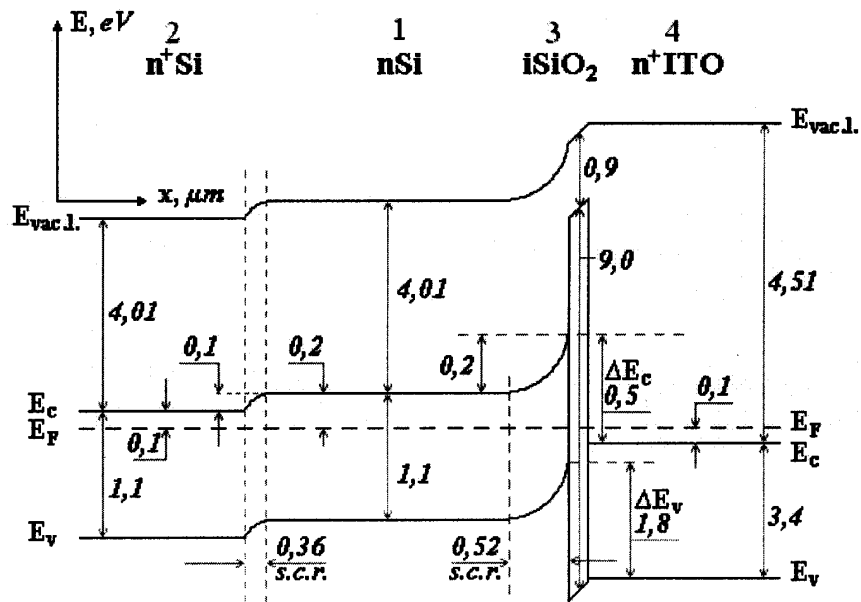 E, eV
2
n⁺Si
1
nSi
3
iSiO₂
4
n⁺ITO
E_vac.l.
x, μm
E_vac.l.
0,9
9,0
4,01
4,01
4,51
0,1
0,2
0,2
ΔE_c
0,5
0,1
E_c
E_F
0,1
E_F
E_c
1,1
1,1
ΔE_v
1,8
3,4
E_v
0,36
s.c.r.
0,52
s.c.r.
E_v